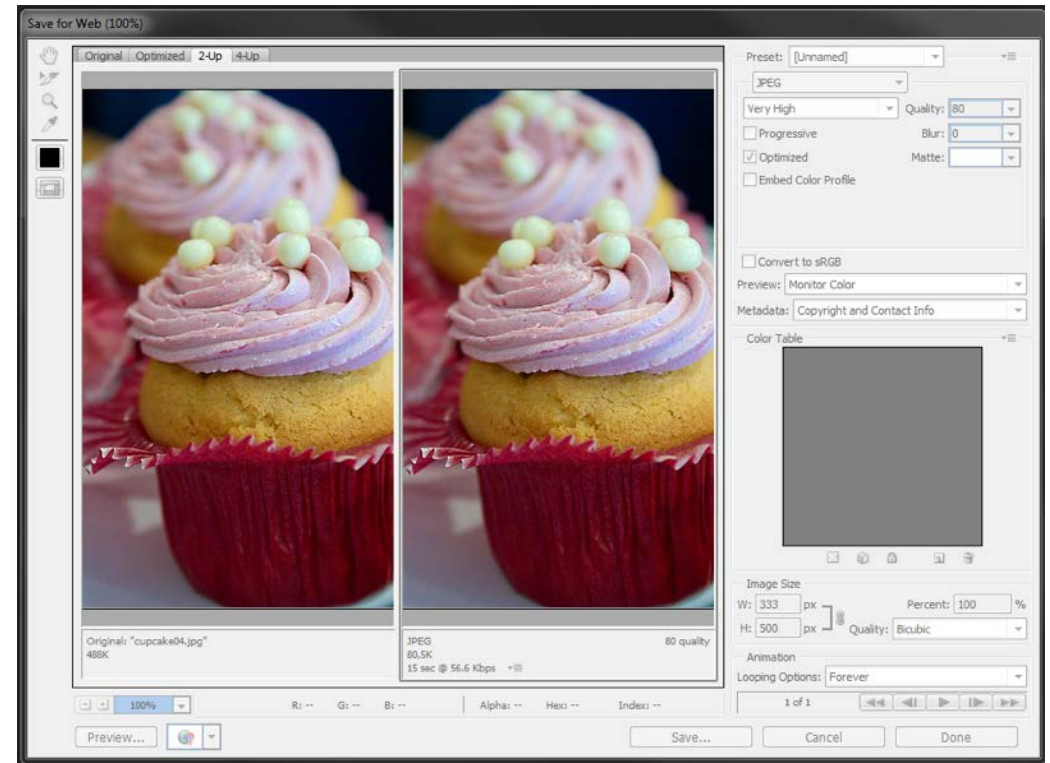 Save for Web (100%)
Original Optimized 2-Up 4-Up
Original: "cupcake04.jpg"
488K
JPEG 80 quality
80,5K
15 sec @ 56.6 Kbps
100% R: -- G: -- B: -- Alpha: -- Hex: -- Index: --
Preview...
Preset: [Unnamed]
JPEG
Very High Quality: 80
Progressive Blur: 0
Optimized Matte:
Embed Color Profile
Convert to sRGB
Preview: Monitor Color
Metadata: Copyright and Contact Info
Color Table
Image Size
W: 333 px Percent: 100 %
H: 500 px Quality: Bicubic
Animation
Looping Options: Forever
1 of 1
Save... Cancel Done